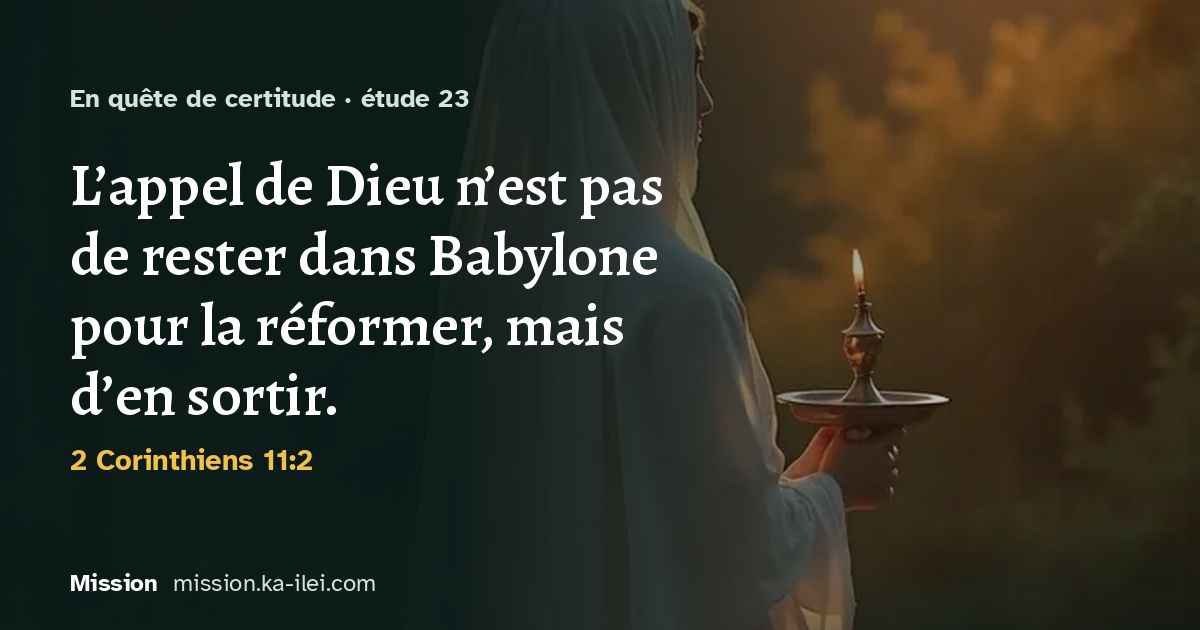 En quête de certitude · étude 23
L’appel de Dieu n’est pas
de rester dans Babylone
pour la réformer, mais
d’en sortir.
2 Corinthiens 11:2
Mission mission.ka-ilei.com